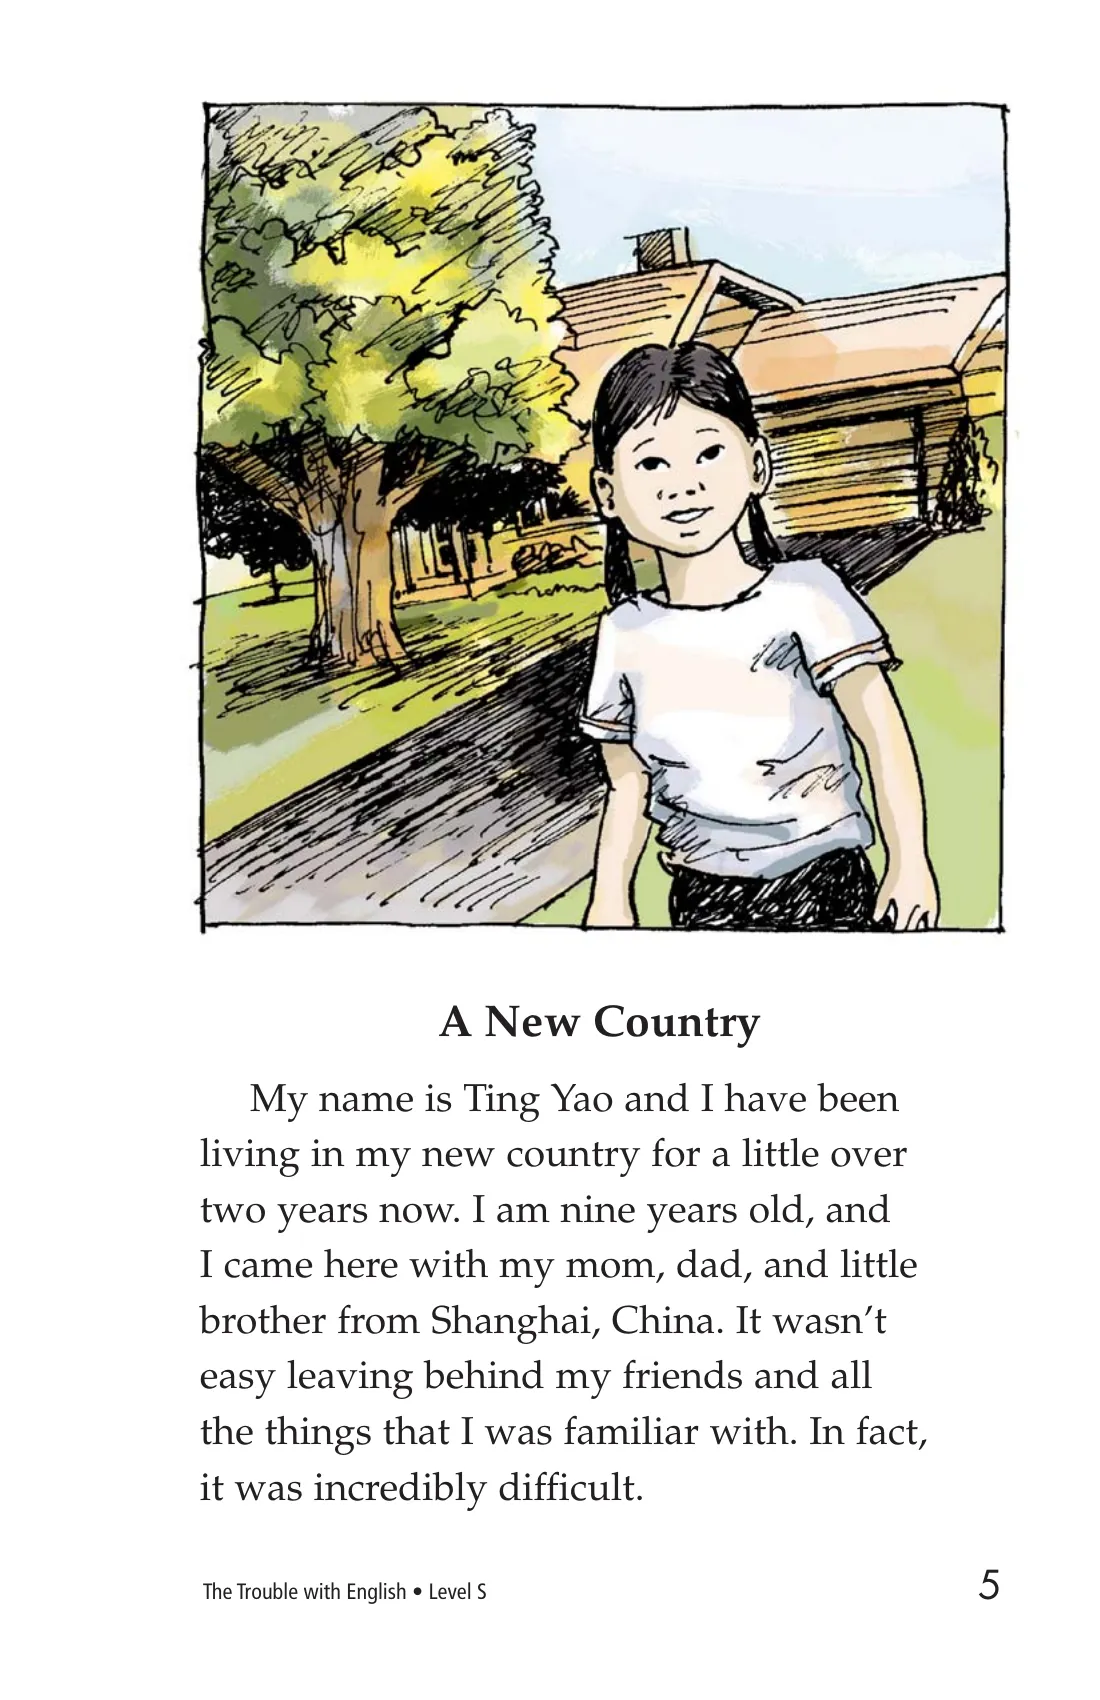 A New Country
My name is Ting Yao and I have been
living in my new country for a little over
two years now. I am nine years old, and
I came here with my mom, dad, and little
brother from Shanghai, China. It wasn’t
easy leaving behind my friends and all
the things that I was familiar with. In fact,
it was incredibly difficult.
The Trouble with English • Level S
5